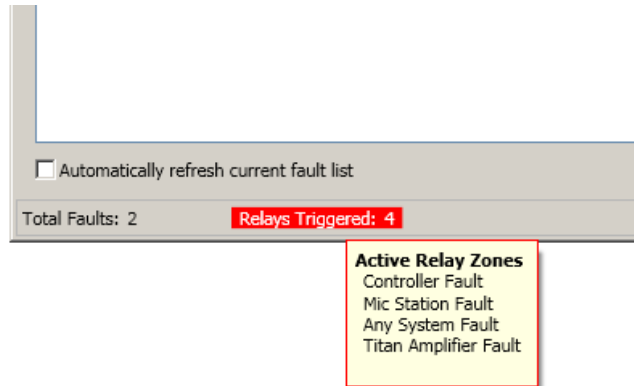 Automatically refresh current fault list
Total Faults: 2
Relays Triggered: 4
Active Relay Zones
Controller Fault
Mic Station Fault
Any System Fault
Titan Amplifier Fault